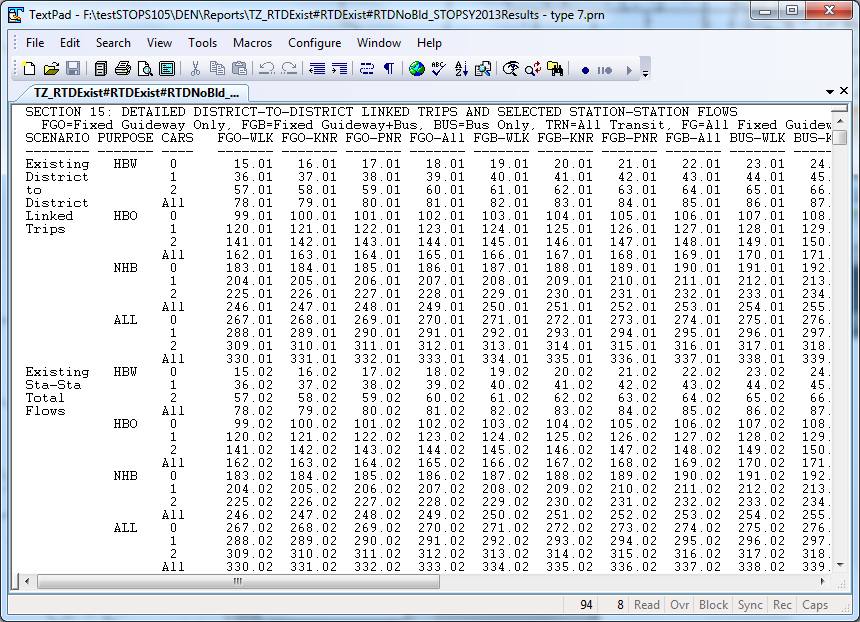 TextPad - F:\testSTOPS105\DEN\Reports\TZ_RTDExist#RTDExist#RTDNoBld_STOPSY2013Results - type 7.prn
File Edit Search View Tools Macros Configure Window Help
TZ_RTDExist#RTDExist#RTDNoBld_...
SECTION 15: DETAILED DISTRICT-TO-DISTRICT LINKED TRIPS AND SELECTED STATION-STATION FLOWS
FGO=Fixed Guideway Only, FGB=Fixed Guideway+Bus, BUS=Bus Only, TRN=All Transit, FG=All Fixed Guidew
SCENARIO PURPOSE CARS FGO-WLK FGO-KNR FGO-PNR FGO-All FGB-WLK FGB-KNR FGB-PNR FGB-All BUS-WLK BUS-K
-------- ------- ---- ------- ------- ------- ------- ------- ------- ------- ------- ------- -----
Existing HBW 0 15.01 16.01 17.01 18.01 19.01 20.01 21.01 22.01 23.01 24.
District 1 36.01 37.01 38.01 39.01 40.01 41.01 42.01 43.01 44.01 45.
to 2 57.01 58.01 59.01 60.01 61.01 62.01 63.01 64.01 65.01 66.
District All 78.01 79.01 80.01 81.01 82.01 83.01 84.01 85.01 86.01 87.
Linked HBO 0 99.01 100.01 101.01 102.01 103.01 104.01 105.01 106.01 107.01 108.
Trips 1 120.01 121.01 122.01 123.01 124.01 125.01 126.01 127.01 128.01 129.
2 141.01 142.01 143.01 144.01 145.01 146.01 147.01 148.01 149.01 150.
All 162.01 163.01 164.01 165.01 166.01 167.01 168.01 169.01 170.01 171.
NHB 0 183.01 184.01 185.01 186.01 187.01 188.01 189.01 190.01 191.01 192.
1 204.01 205.01 206.01 207.01 208.01 209.01 210.01 211.01 212.01 213.
2 225.01 226.01 227.01 228.01 229.01 230.01 231.01 232.01 233.01 234.
All 246.01 247.01 248.01 249.01 250.01 251.01 252.01 253.01 254.01 255.
ALL 0 267.01 268.01 269.01 270.01 271.01 272.01 273.01 274.01 275.01 276.
1 288.01 289.01 290.01 291.01 292.01 293.01 294.01 295.01 296.01 297.
2 309.01 310.01 311.01 312.01 313.01 314.01 315.01 316.01 317.01 318.
All 330.01 331.01 332.01 333.01 334.01 335.01 336.01 337.01 338.01 339.
Existing HBW 0 15.02 16.02 17.02 18.02 19.02 20.02 21.02 22.02 23.02 24.
Sta-Sta 1 36.02 37.02 38.02 39.02 40.02 41.02 42.02 43.02 44.02 45.
Total 2 57.02 58.02 59.02 60.02 61.02 62.02 63.02 64.02 65.02 66.
Flows All 78.02 79.02 80.02 81.02 82.02 83.02 84.02 85.02 86.02 87.
HBO 0 99.02 100.02 101.02 102.02 103.02 104.02 105.02 106.02 107.02 108.
1 120.02 121.02 122.02 123.02 124.02 125.02 126.02 127.02 128.02 129.
2 141.02 142.02 143.02 144.02 145.02 146.02 147.02 148.02 149.02 150.
All 162.02 163.02 164.02 165.02 166.02 167.02 168.02 169.02 170.02 171.
NHB 0 183.02 184.02 185.02 186.02 187.02 188.02 189.02 190.02 191.02 192.
1 204.02 205.02 206.02 207.02 208.02 209.02 210.02 211.02 212.02 213.
2 225.02 226.02 227.02 228.02 229.02 230.02 231.02 232.02 233.02 234.
All 246.02 247.02 248.02 249.02 250.02 251.02 252.02 253.02 254.02 255.
ALL 0 267.02 268.02 269.02 270.02 271.02 272.02 273.02 274.02 275.02 276.
1 288.02 289.02 290.02 291.02 292.02 293.02 294.02 295.02 296.02 297.
2 309.02 310.02 311.02 312.02 313.02 314.02 315.02 316.02 317.02 318.
All 330.02 331.02 332.02 333.02 334.02 335.02 336.02 337.02 338.02 339.
94 8 Read Ovr Block Sync Rec Caps